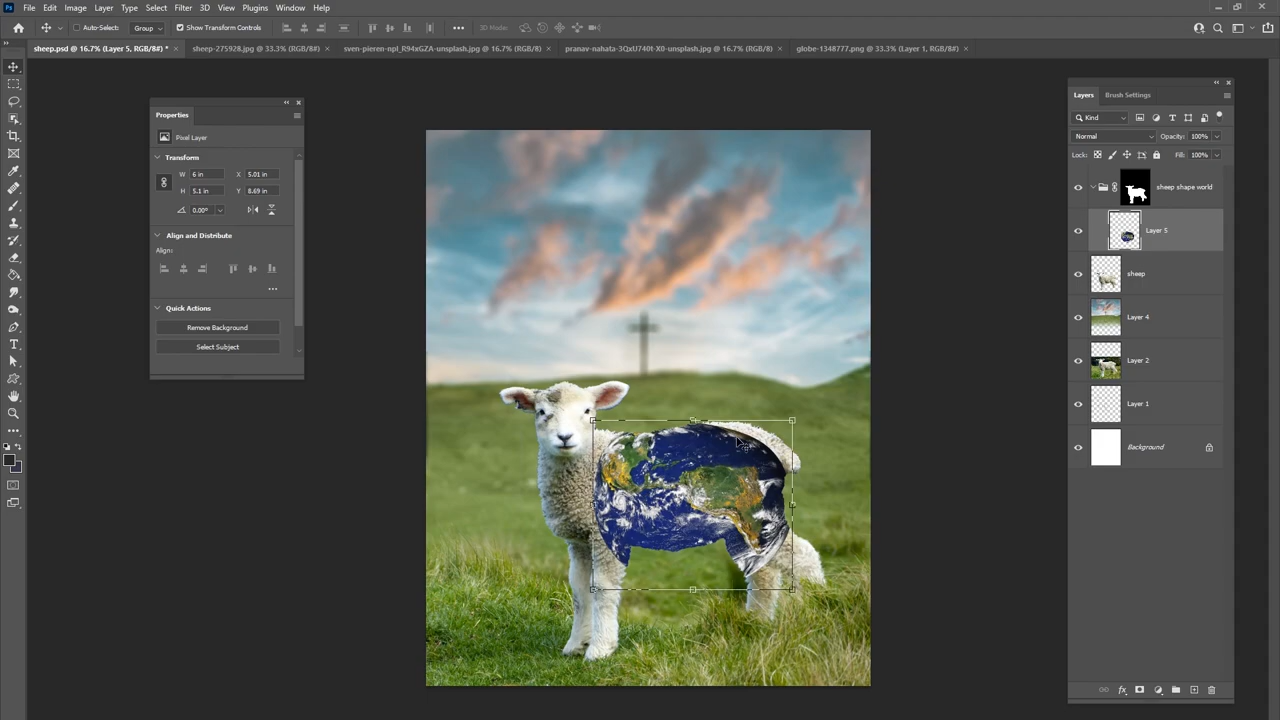 Ps File Edit Image Layer Type Select Filter 3D View Plugins Window Help
Auto-Select: Group Show Transform Controls 3D Mode:
sheep.psd @ 16.7% (Layer 5, RGB/8#) * sheep-275928.jpg @ 33.3% (RGB/8#) sven-pieren-npl_R94xGZA-unsplash.jpg @ 16.7% (RGB/8) pranav-nahata-3QxU740t-X0-unsplash.jpg @ 16.7% (RGB/8) globe-1348777.png @ 33.3% (Layer 1, RGB/8#)
Properties
Pixel Layer
Transform
W 6 in X 5.01 in
H 5.1 in Y 8.69 in
0.00°
Align and Distribute
Align:
Quick Actions
Remove Background
Select Subject
Layers Brush Settings
Kind
Normal Opacity: 100%
Lock: Fill: 100%
sheep shape world
Layer 5
sheep
Layer 4
Layer 2
Layer 1
Background